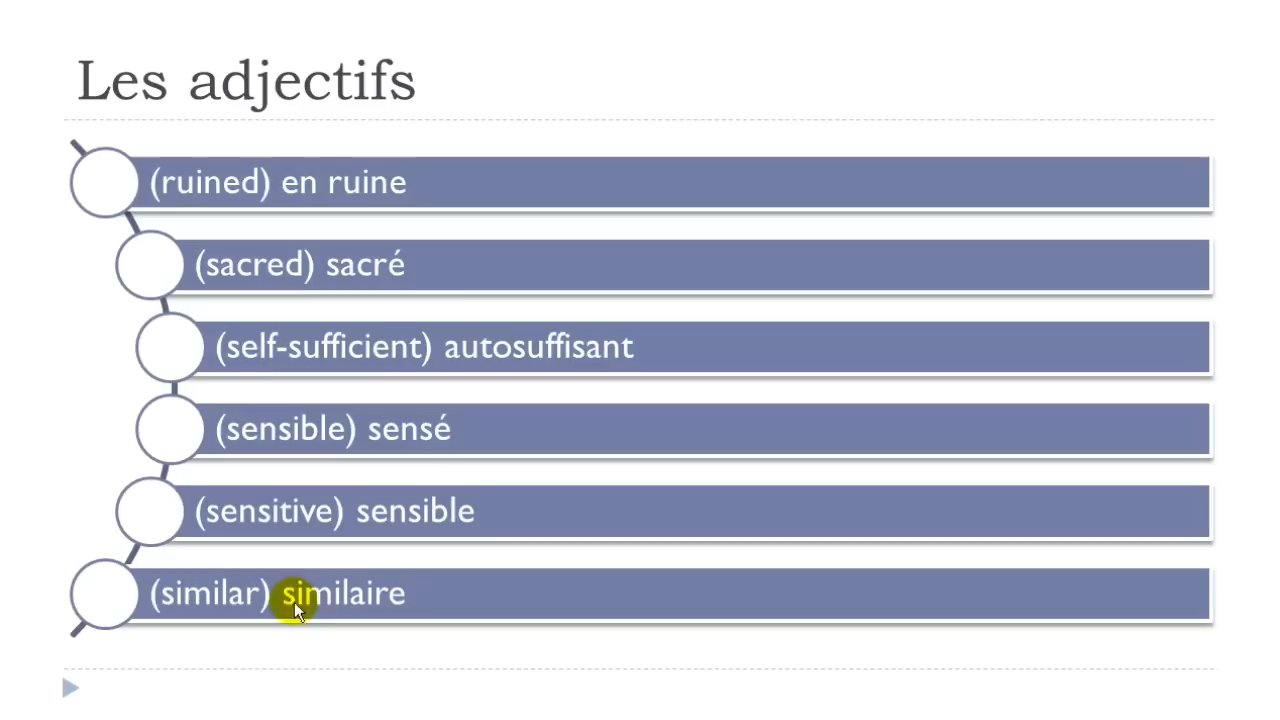 Les adjectifs
(ruined) en ruine
(sacred) sacré
(self-sufficient) autosuffisant
(sensible) sensé
(sensitive) sensible
(similar) similaire